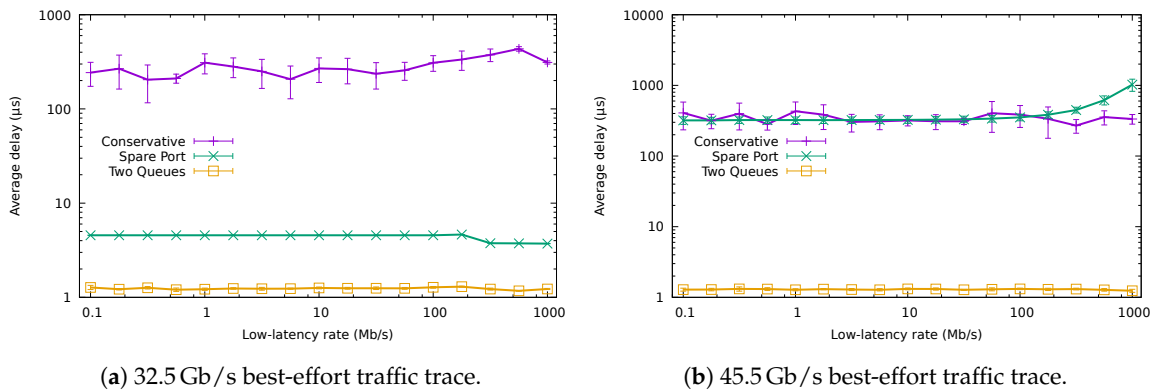 1000
100
10
1
0.1
1
10
100
1000
Average delay (µs)
Low-latency rate (Mb/s)
Conservative
Spare Port
Two Queues
(a) 32.5 Gb/s best-effort traffic trace.
10000
1000
100
10
1
0.1
1
10
100
1000
Average delay (µs)
Low-latency rate (Mb/s)
Conservative
Spare Port
Two Queues
(b) 45.5 Gb/s best-effort traffic trace.